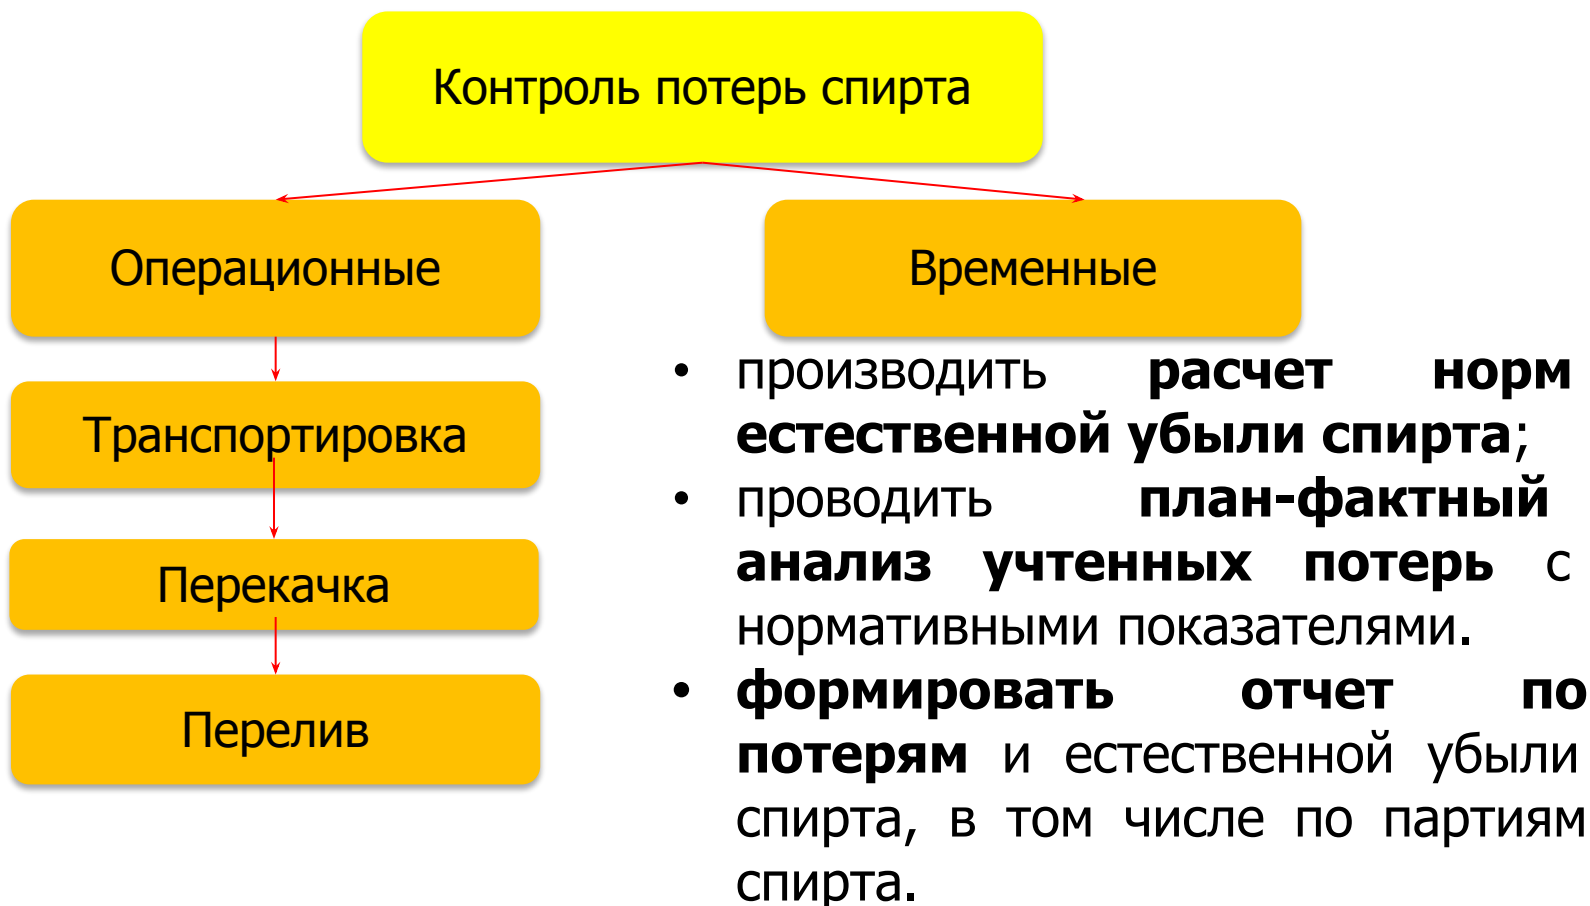 Контроль потерь спирта
Операционные
Временные
Транспортировка
Перекачка
Перелив
• производить расчет норм
естественной убыли спирта;
• проводить план-фактный
анализ учтенных потерь с
нормативными показателями.
• формировать отчет по
потерям и естественной убыли
спирта, в том числе по партиям
спирта.